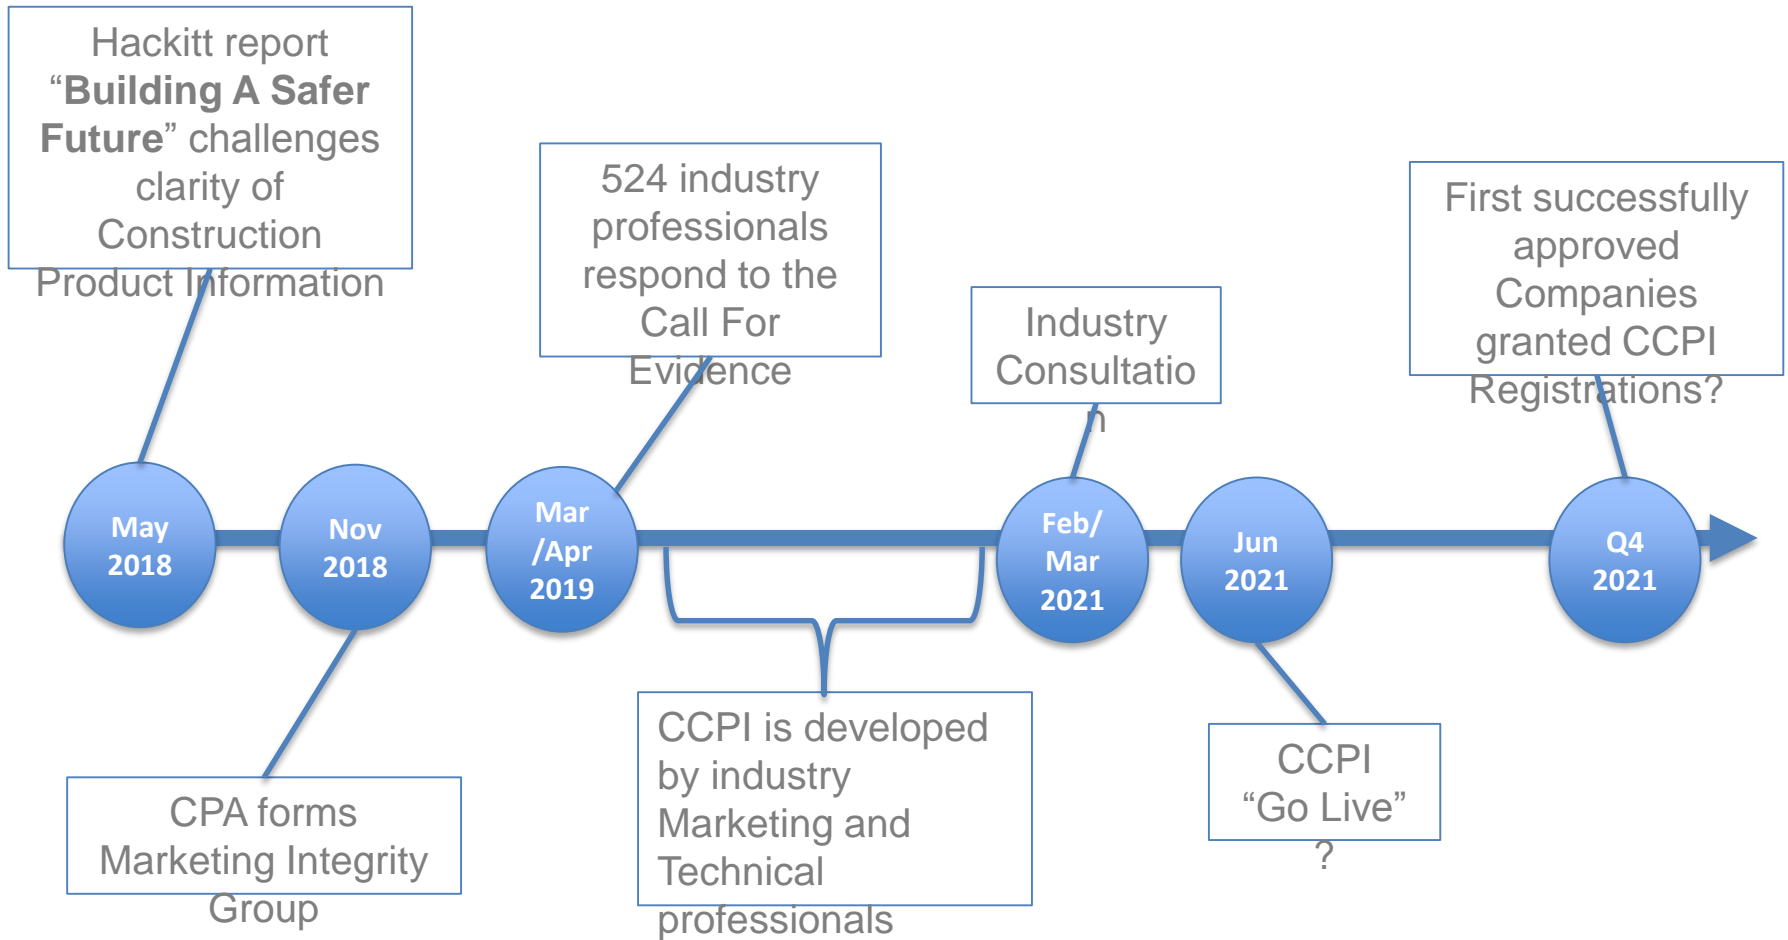 Hackitt report
“Building A Safer
Future” challenges
clarity of
Construction
Product Information
524 industry
professionals
respond to the
Call For
Evidence
Industry
Consultatio
n
First successfully
approved
Companies
granted CCPI
Registrations?
May
2018
Nov
2018
Mar
/Apr
2019
Feb/
Mar
2021
Jun
2021
Q4
2021
CPA forms
Marketing Integrity
Group
CCPI is developed
by industry
Marketing and
Technical
professionals
CCPI
“Go Live”
?